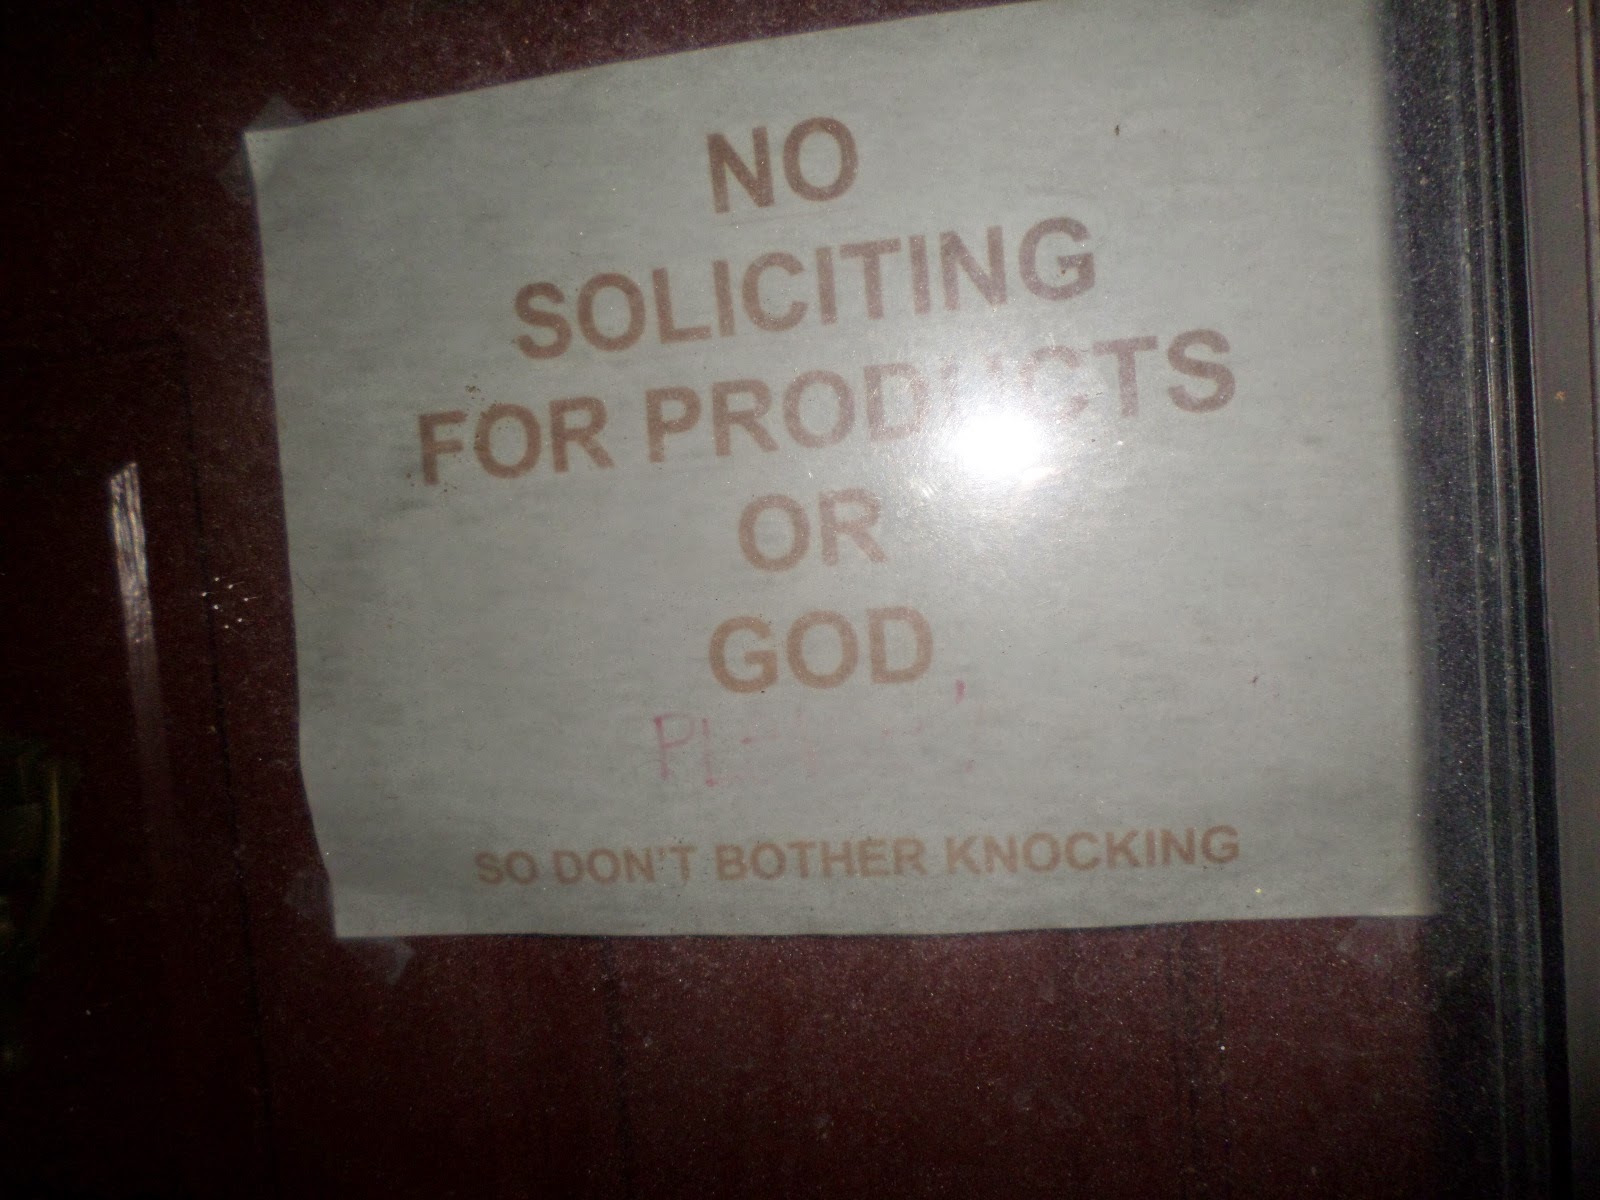 NO
SOLICITING
FOR PRODUCTS
OR
GOD
SO DON'T BOTHER KNOCKING